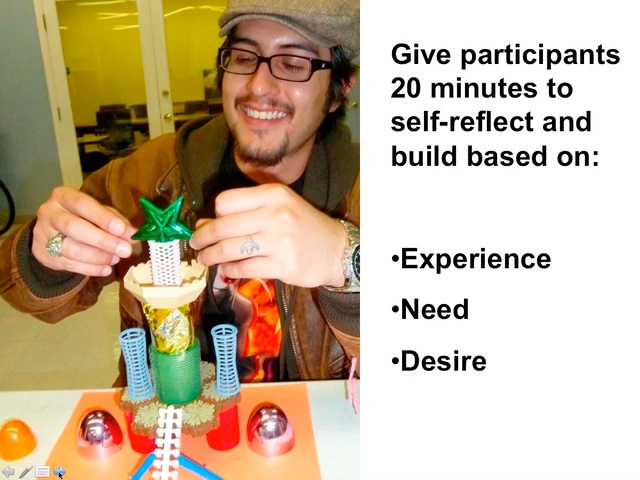 Give participants
20 minutes to
self-reflect and
build based on:
•Experience
•Need
•Desire